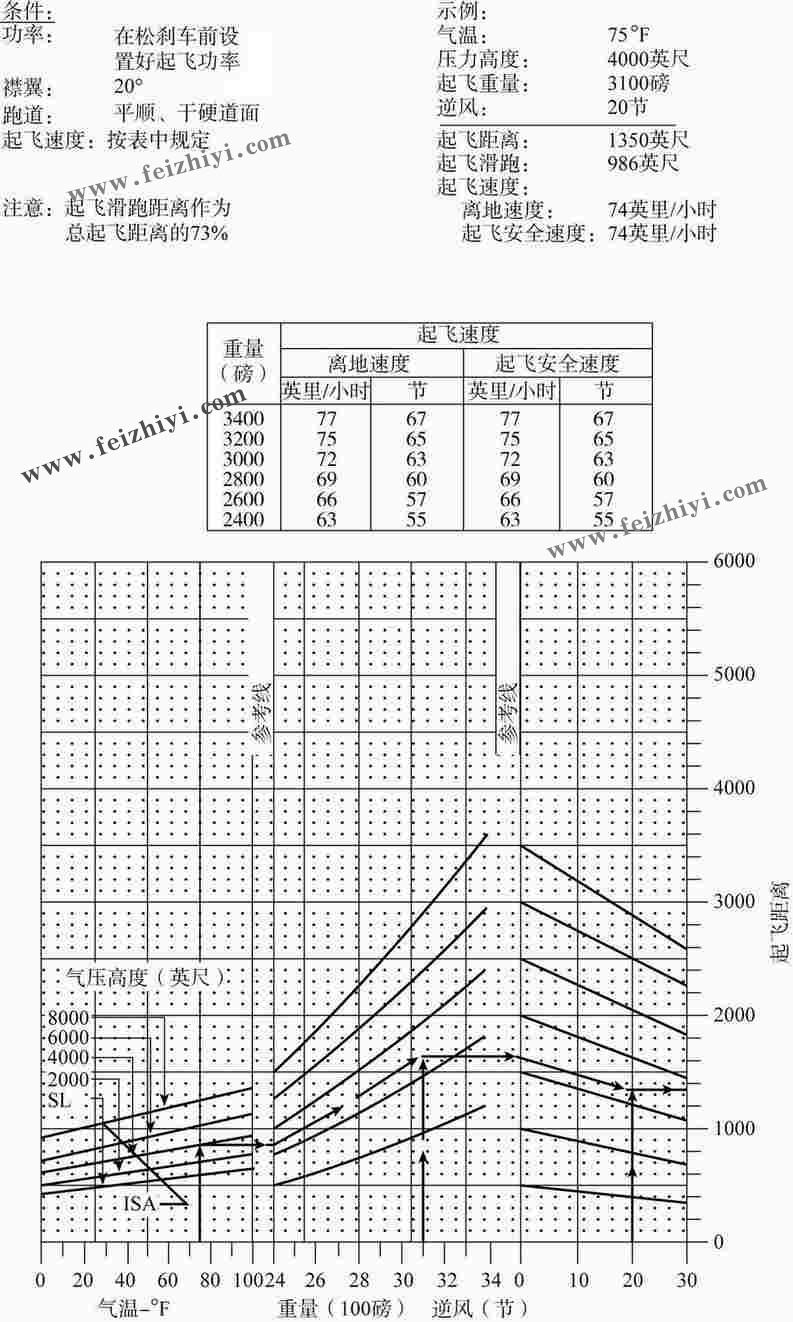 条件:
功率: 在松刹车前设
置好起飞功率
襟翼: 20°
跑道: 平顺、干硬道面
起飞速度: 按表中规定
注意: 起飞滑跑距离作为
总起飞距离的73%
示例:
气温: 75°F
压力高度: 4000英尺
起飞重量: 3100磅
逆风: 20节
起飞距离: 1350英尺
起飞滑跑: 986英尺
起飞速度:
离地速度: 74英里/小时
起飞安全速度: 74英里/小时
www.feizhiyi.com
重量
(磅) 起飞速度
离地速度 起飞安全速度
英里/小时 节 英里/小时 节
3400 77 67 77 67
3200 75 65 75 65
3000 72 63 72 63
2800 69 60 69 60
2600 66 57 66 57
2400 63 55 63 55
www.feizhiyi.com
www.feizhiyi.com
6000
5000
4000
3000
2000
1000
0
起飞距离
参考线
参考线
气压高度(英尺)
8000
6000
4000
2000
SL
ISA
0 20 40 60 80 100 24 26 28 30 32 34 0 10 20 30
气温-°F 重量(100磅) 逆风(节)